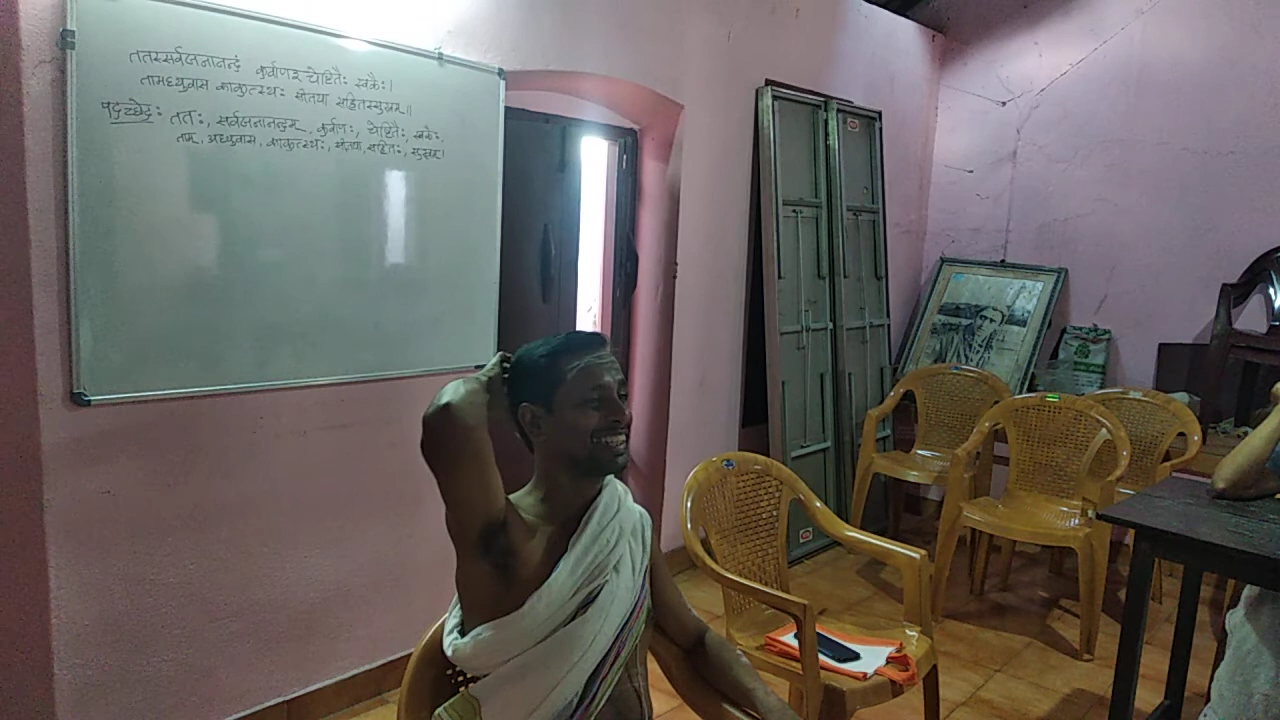 ततस्सर्वजनानन्दं कुर्वाणश्चेष्टितैः स्वकैः।
तामध्युवास काकुत्स्थः सीतया सहितस्सुखम्॥
पदच्छेदः ततः, सर्वजनानन्दम्, कुर्वाणः, चेष्टितैः, स्वकैः,
ताम्, अध्युवास, काकुत्स्थः, सीतया, सहितः, सुखम्।